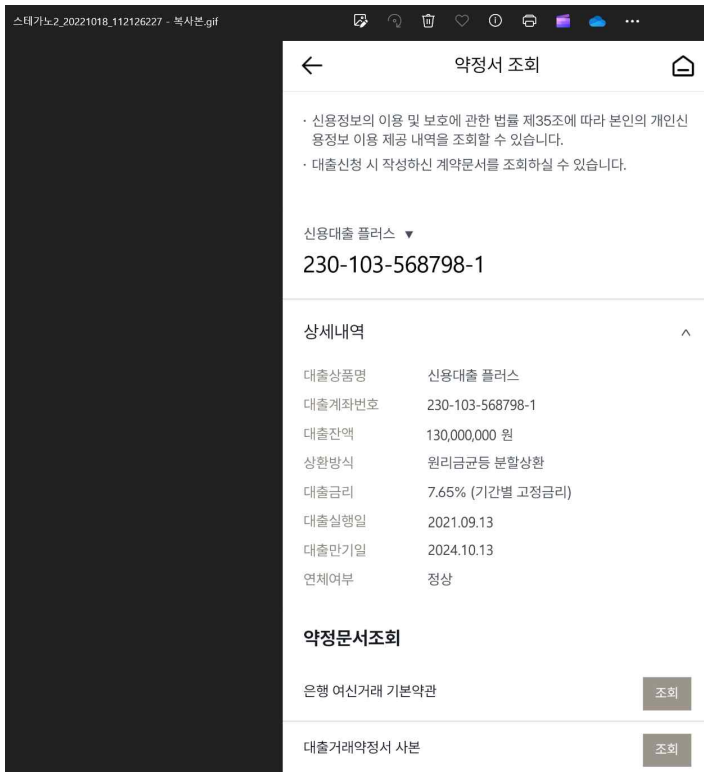 스테가노2_20221018_112126227 - 복사본.gif
약정서 조회
· 신용정보의 이용 및 보호에 관한 법률 제35조에 따라 본인의 개인신
용정보 이용 제공 내역을 조회할 수 있습니다.
· 대출신청 시 작성하신 계약문서를 조회하실 수 있습니다.
신용대출 플러스 ▼
230-103-568798-1
상세내역
대출상품명 신용대출 플러스
대출계좌번호 230-103-568798-1
대출잔액 130,000,000 원
상환방식 원리금균등 분할상환
대출금리 7.65% (기간별 고정금리)
대출실행일 2021.09.13
대출만기일 2024.10.13
연체여부 정상
약정문서조회
은행 여신거래 기본약관 조회
대출거래약정서 사본 조회